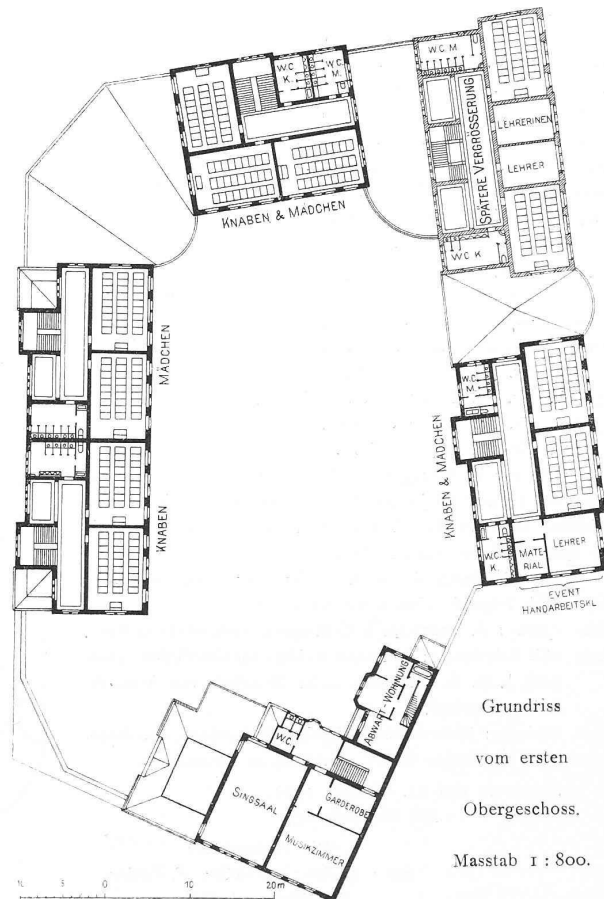 W.C.
K.
W.C.
M.
KNABEN & MÄDCHEN
W.C. M.
SPÄTERE VERGRÖSSERUNG
LEHRERINEN
LEHRER
W.C. K.
MÄDCHEN
KNABEN
W.C.
M.
KNABEN & MÄDCHEN
W.C.
K.
MATE-
RIAL
LEHRER
EVENT
HANDARBEITSKL
ABWART-WOHNUNG
W.C.
SINGSAAL
GARDEROBE
MUSIKZIMMER
Grundriss
vom ersten
Obergeschoss.
Masstab 1 : 800.
10 5 0 10 20 m